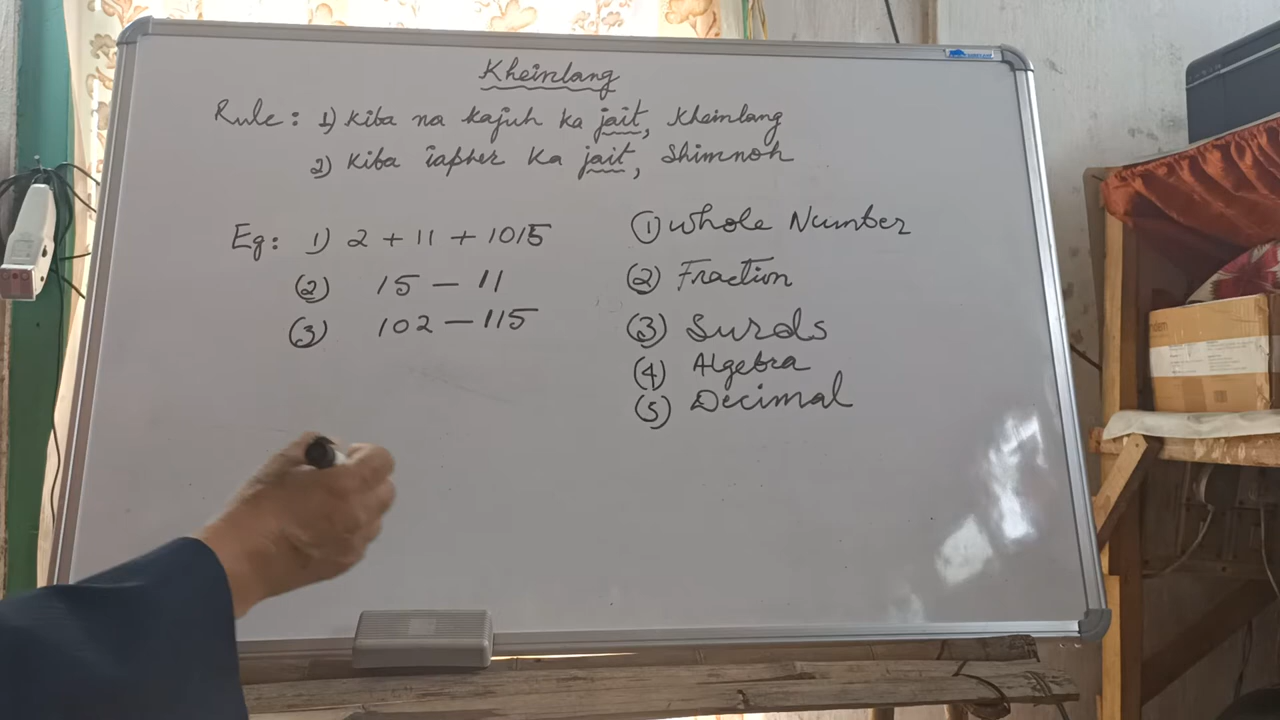 Kheinlang
Rule: 1) Kiba na kajuh ka jait, Kheinlang
2) Kiba iapher Ka jait, Shimnoh
Eg: 1) 2 + 11 + 1015
(2) 15 - 11
(3) 102 - 115
(1) Whole Number
(2) Fraction
(3) Surds
(4) Algebra
(5) Decimal